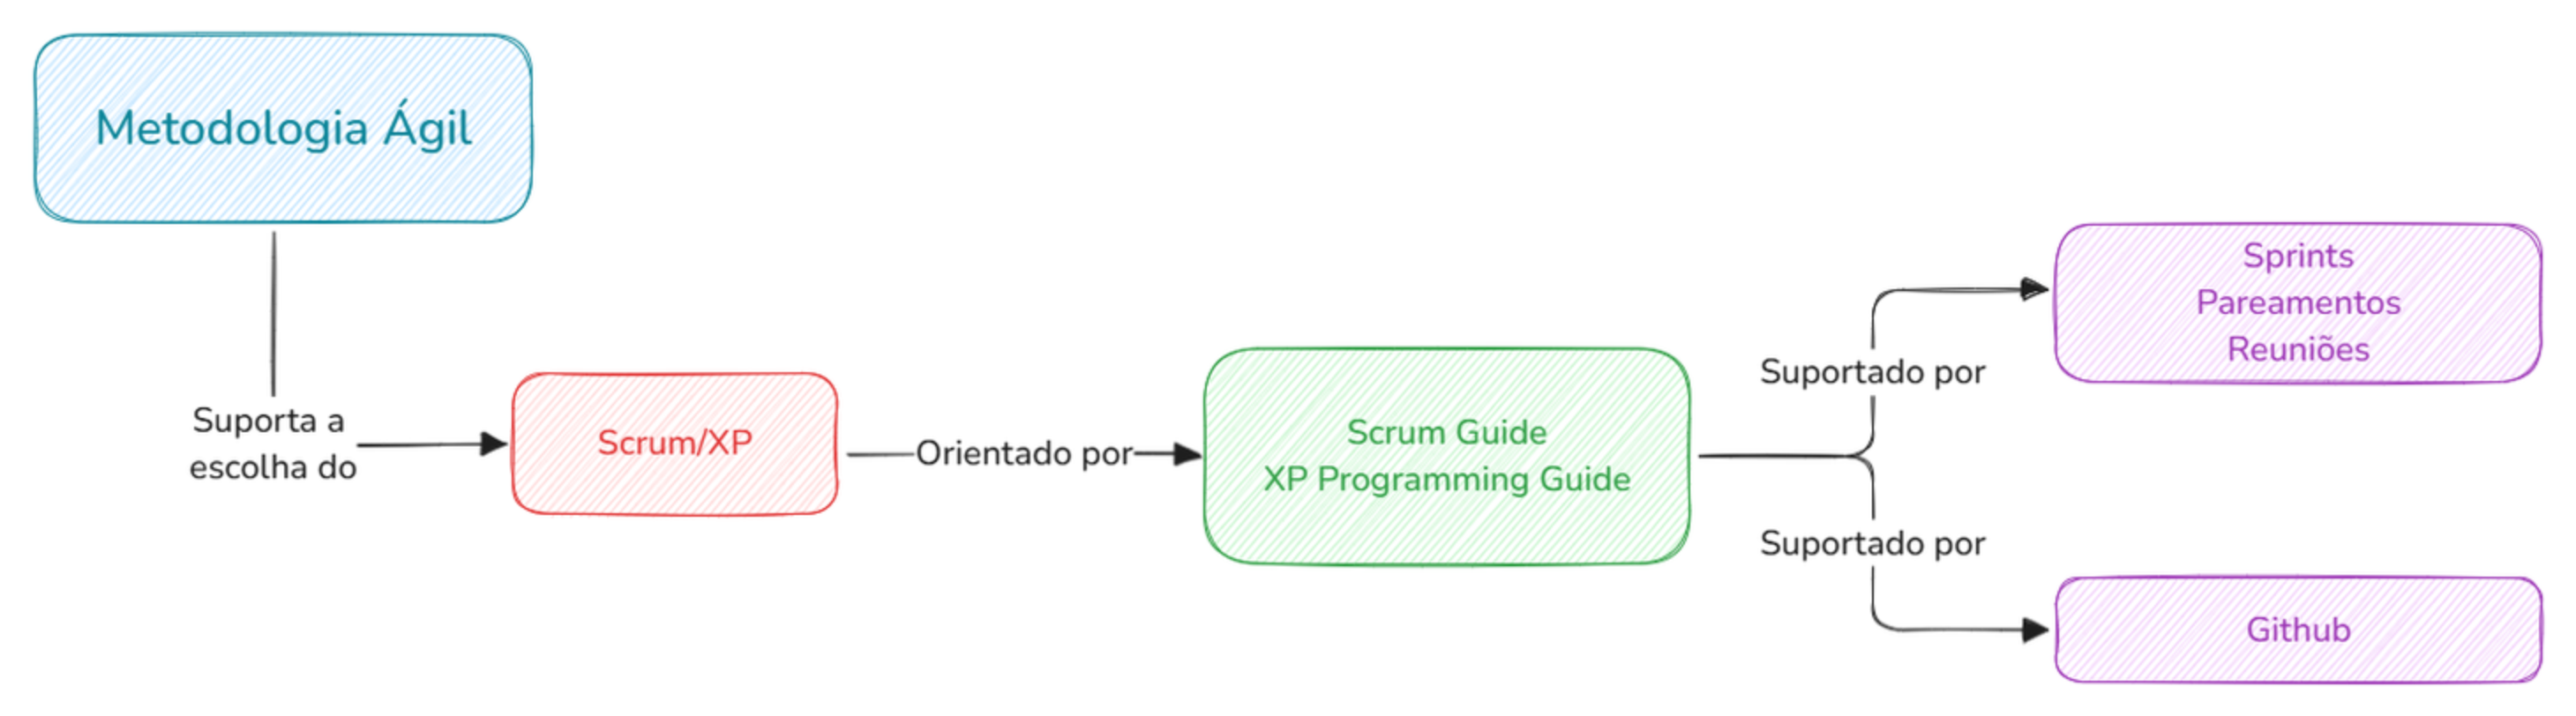 Metodologia Ágil
Suporta a
escolha do
Scrum/XP
Orientado por
Scrum Guide
XP Programming Guide
Suportado por
Sprints
Pareamentos
Reuniões
Suportado por
Github